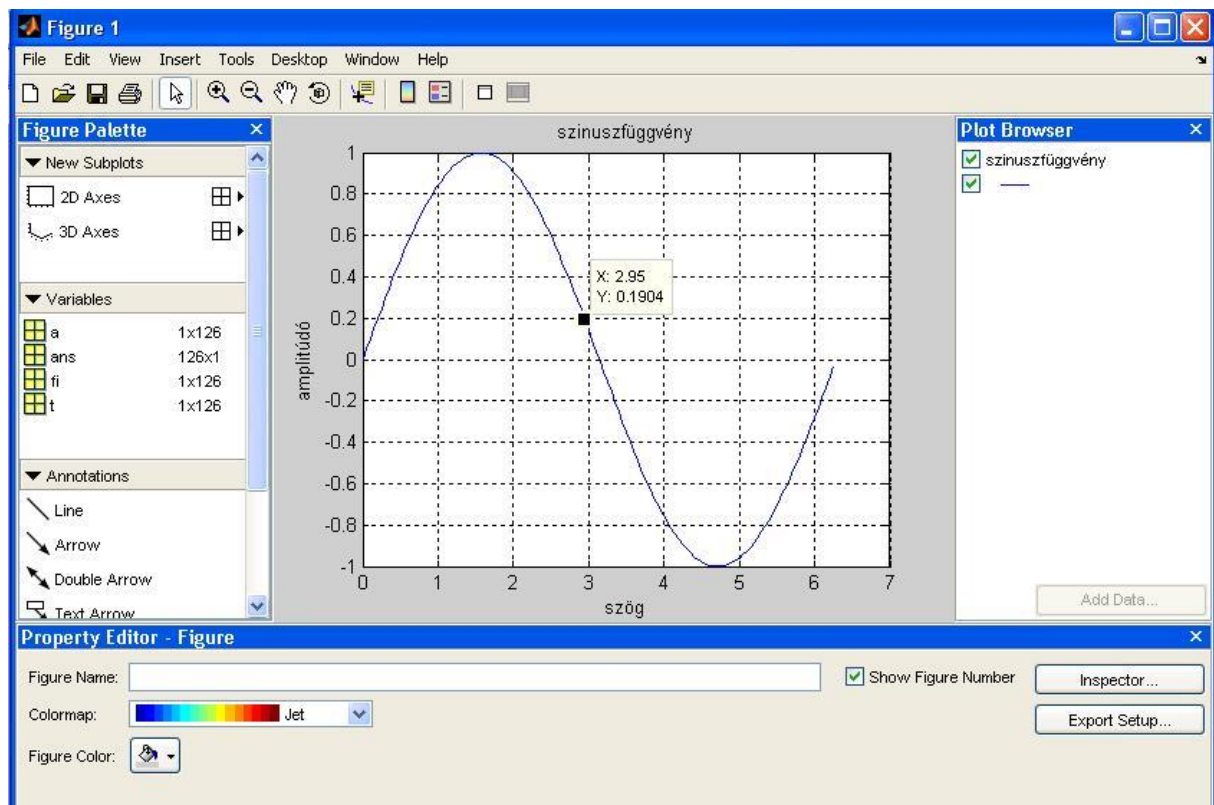 Figure 1
File Edit View Insert Tools Desktop Window Help
Figure Palette
New Subplots
2D Axes
3D Axes
Variables
a 1x126
ans 126x1
fi 1x126
t 1x126
Annotations
Line
Arrow
Double Arrow
Text Arrow
szinuszfüggvény
1
0.8
0.6
0.4
0.2
0
-0.2
-0.4
-0.6
-0.8
-1
amplitúdó
X: 2.95
Y: 0.1904
0 1 2 3 4 5 6 7
szög
Plot Browser
szinuszfüggvény
Add Data...
Property Editor - Figure
Figure Name:
Show Figure Number
Inspector...
Colormap:
Jet
Export Setup...
Figure Color: